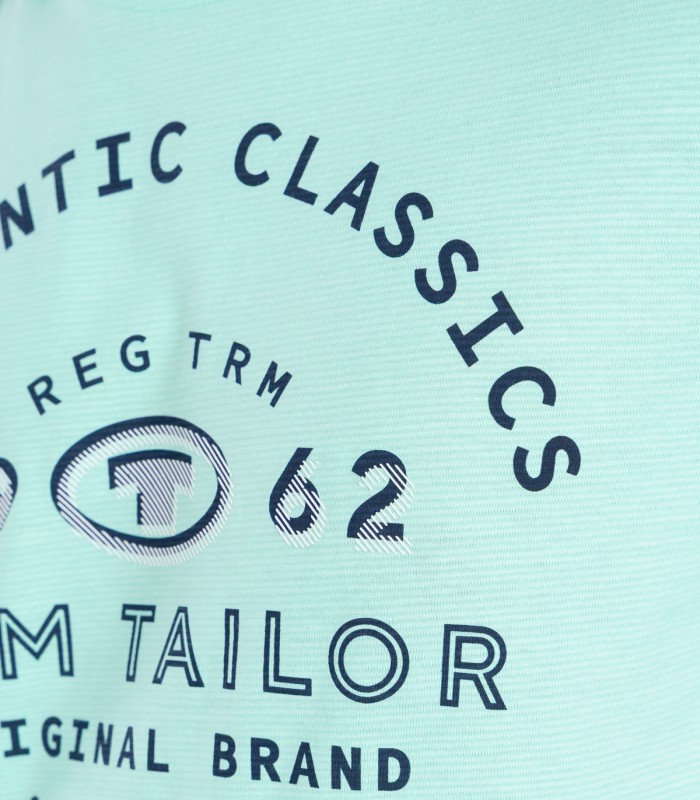 NTIC CLASSICS
REG TRM
T 62
M TAILOR
IGINAL BRAND